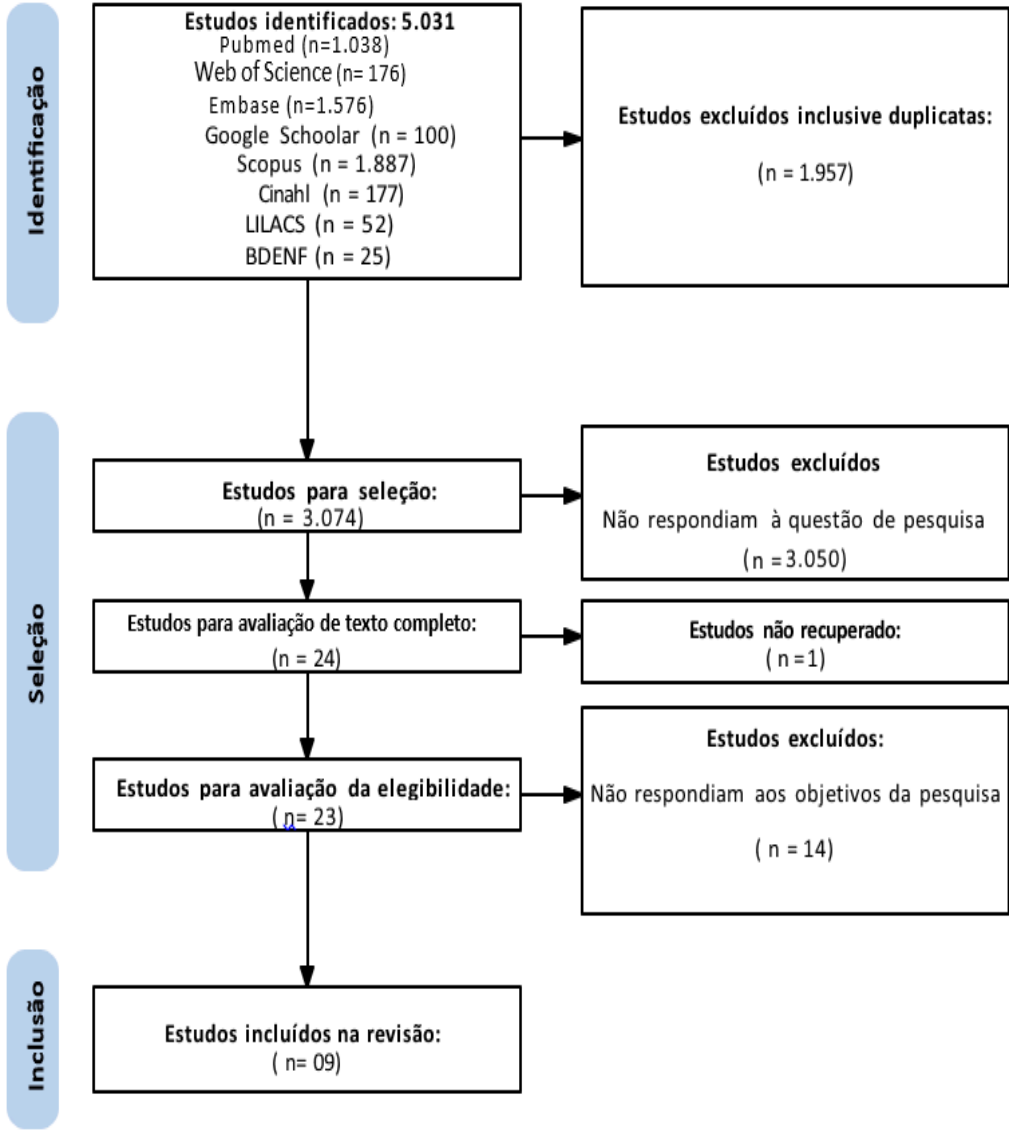 Identificação
Estudos identificados: 5.031
Pubmed (n=1.038)
Web of Science (n= 176)
Embase (n=1.576)
Google Schoolar (n = 100)
Scopus (n = 1.887)
Cinahl (n = 177)
LILACS (n = 52)
BDENF (n = 25)
Estudos excluídos inclusive duplicatas:
(n = 1.957)
Seleção
Estudos para seleção:
(n = 3.074)
Estudos excluídos
Não respondiam à questão de pesquisa
(n =3.050)
Estudos para avaliação de texto completo:
(n = 24)
Estudos não recuperado:
( n =1)
Estudos para avaliação da elegibilidade:
( n= 23)
Estudos excluídos:
Não respondiam aos objetivos da pesquisa
( n = 14)
Inclusão
Estudos incluídos na revisão:
( n= 09)